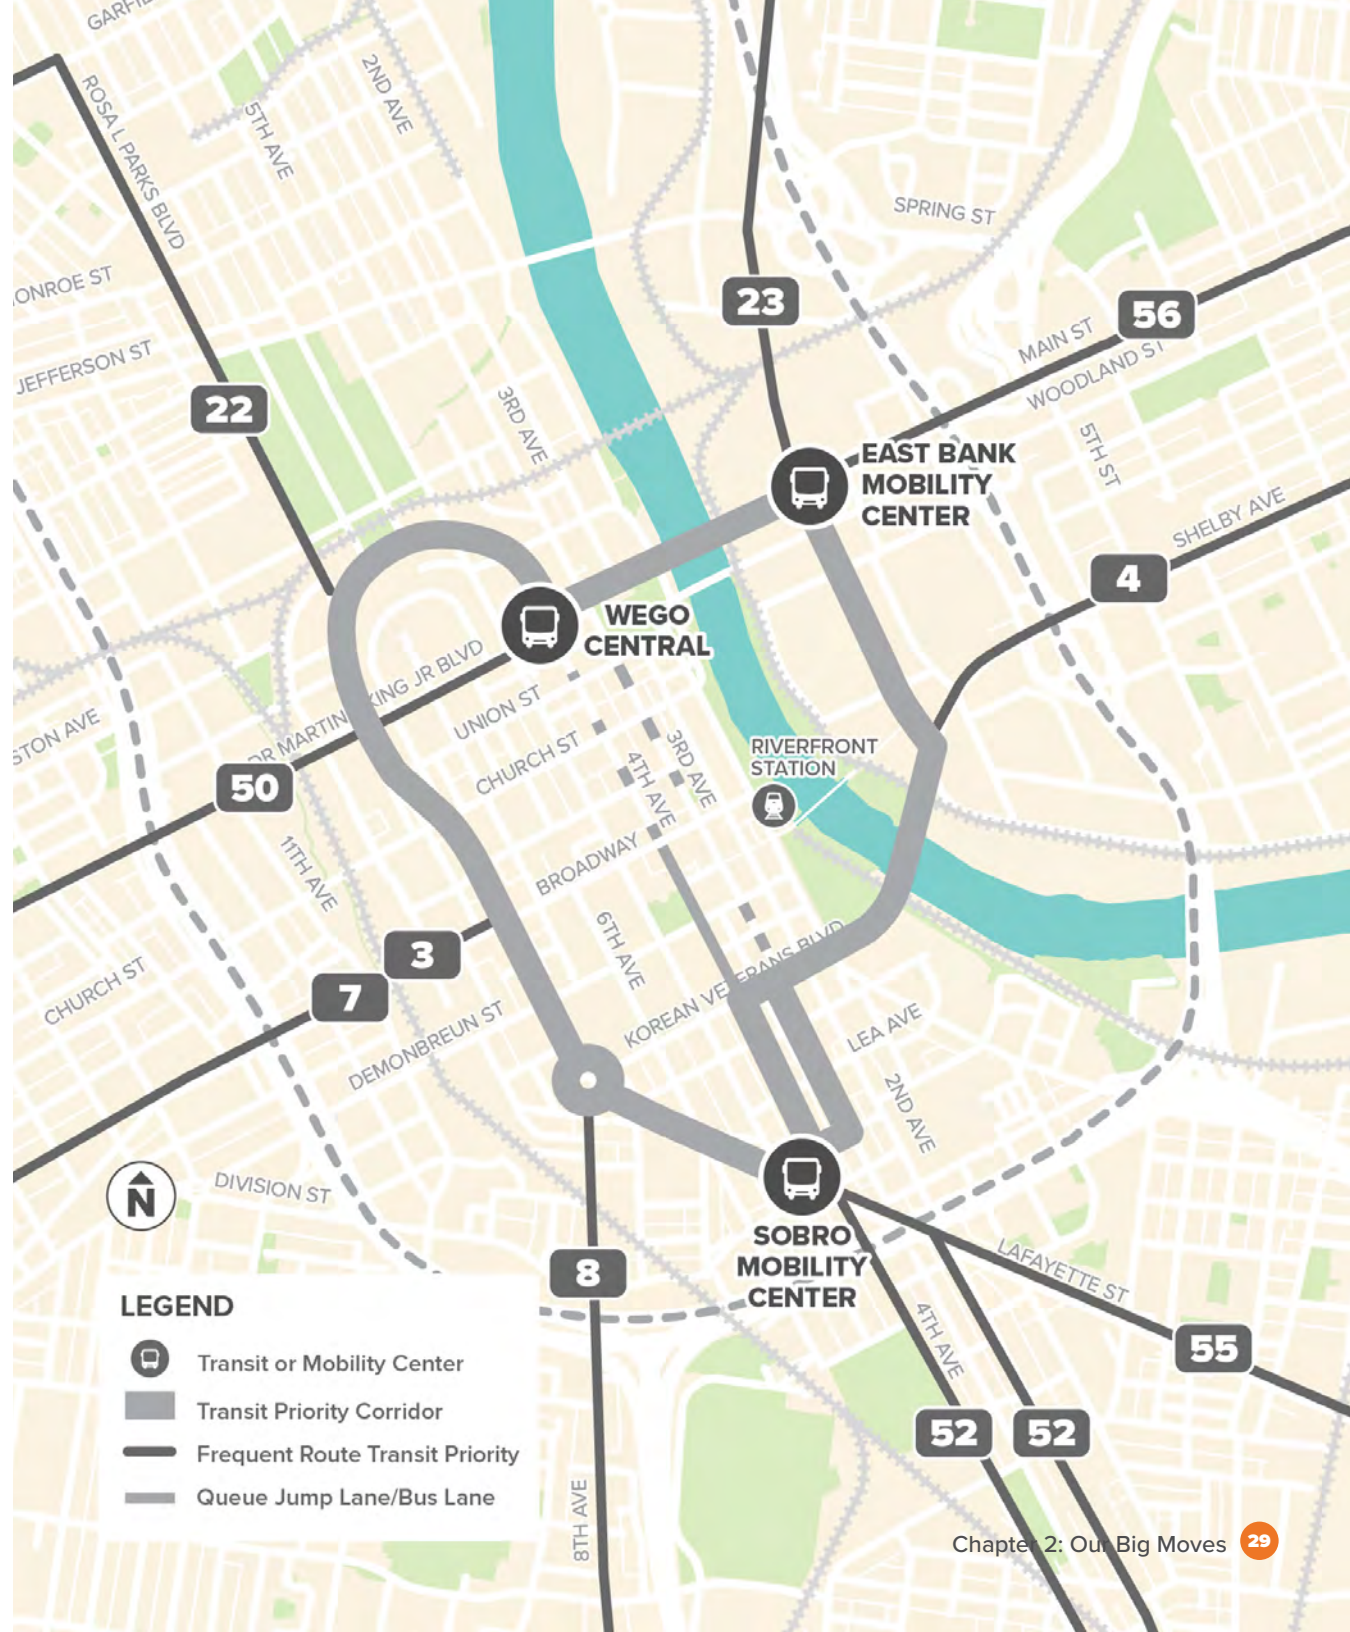 2ND AVE
5TH AVE
ROSA L PARKS BLVD
SPRING ST
ONROE ST
23
56
MAIN ST
WOODLAND ST
JEFFERSON ST
22
3RD AVE
5TH ST
EAST BANK
MOBILITY
CENTER
SHELBY AVE
4
WEGO
CENTRAL
DR MARTIN
KING JR BLVD
UNION ST
STON AVE
CHURCH ST
3RD AVE
4TH AVE
RIVERFRONT
STATION
50
11TH AVE
BROADWAY
6TH AVE
3
7
CHURCH ST
DEMONBREUN ST
KOREAN VETERANS BLVD
LEA AVE
2ND AVE
DIVISION ST
N
SOBRO
MOBILITY
CENTER
8
LAFAYETTE ST
4TH AVE
55
52
52
8TH AVE
LEGEND
Transit or Mobility Center
Transit Priority Corridor
Frequent Route Transit Priority
Queue Jump Lane/Bus Lane
Chapter 2: Our Big Moves 29